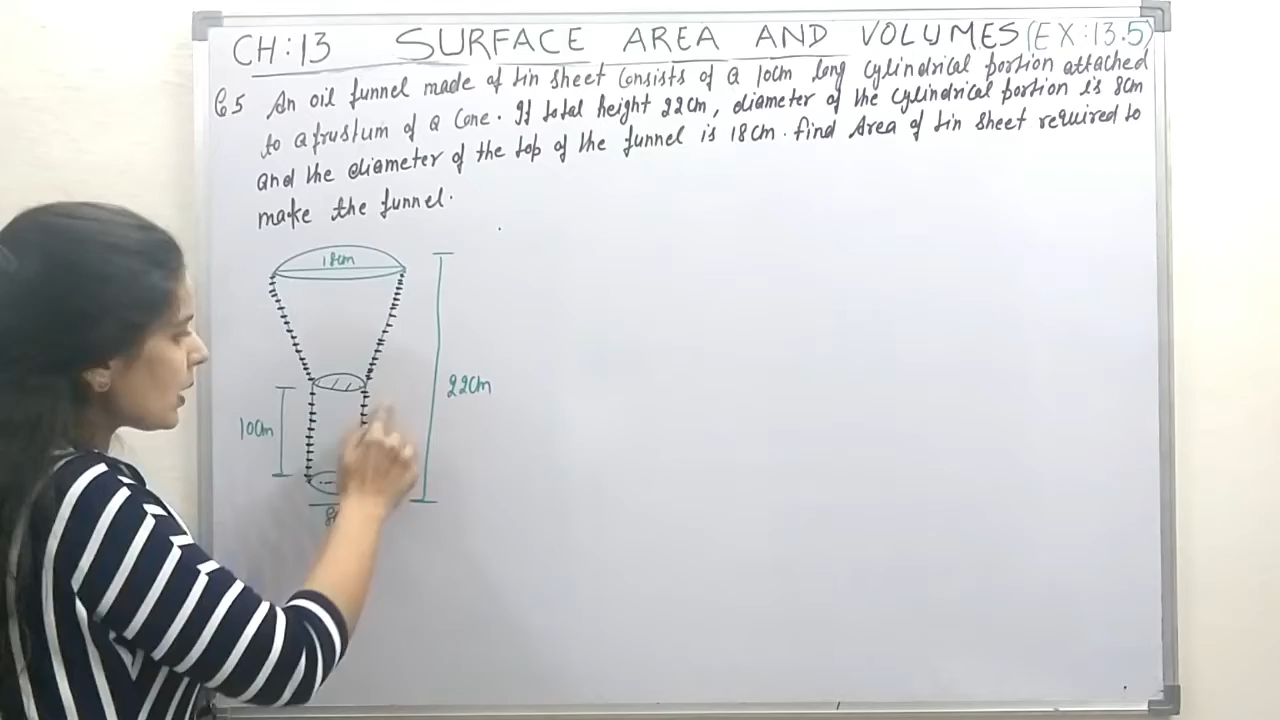 CH:13 SURFACE AREA AND VOLUMES (EX:13.5)
Q5 An oil funnel made of tin sheet consists of a 10cm long cylindrical portion attached
to a frustum of a cone. If total height 22cm, diameter of the cylindrical portion is 8cm
and the diameter of the top of the funnel is 18cm. find Area of tin sheet required to
make the funnel.
18cm
22cm
10cm